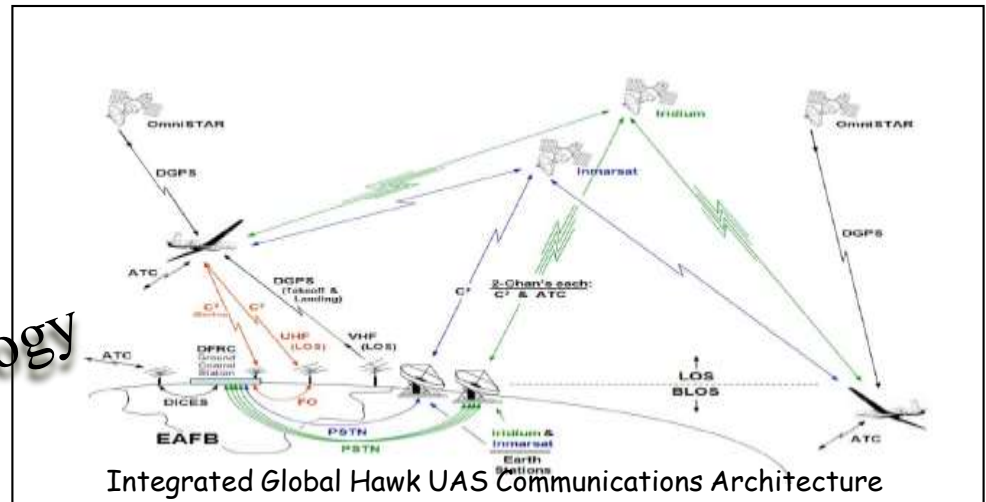 OmniSTAR
Iridium
OmniSTAR
Inmarsat
DGPS
DGPS
ATC
DGPS
(Takeoff &
Landing)
C²
2-Chan's each:
C² & ATC
C²
C²
UHF
(LOS)
VHF
(LOS)
DFRC
Ground
Control
Station
ATC
DICES
FO
LOS
BLOS
PSTN
PSTN
EAFB
Iridium &
Inmarsat
Earth
Stations
ATC
ogy
Integrated Global Hawk UAS Communications Architecture